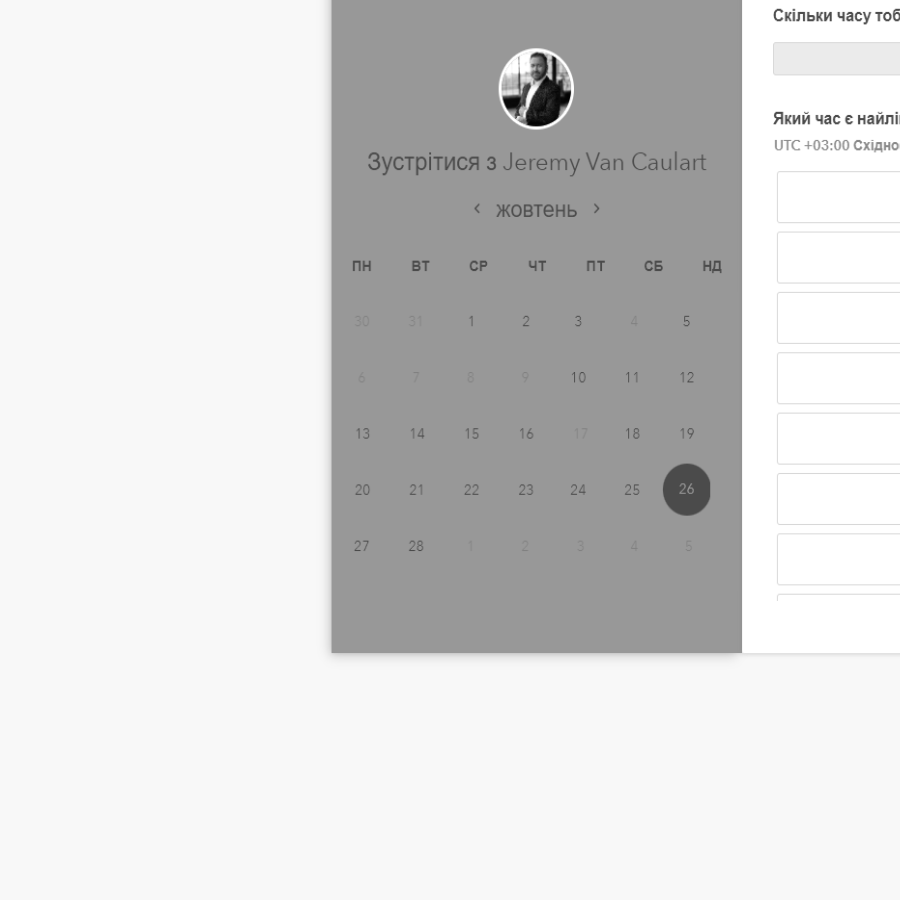 Скільки часу тоб
Який час є найлі
UTC +03:00 Східно
Зустрітися з Jeremy Van Caulart
‹ жовтень ›
ПН ВТ СР ЧТ ПТ СБ НД
30 31 1 2 3 4 5
6 7 8 9 10 11 12
13 14 15 16 17 18 19
20 21 22 23 24 25 26
27 28 1 2 3 4 5